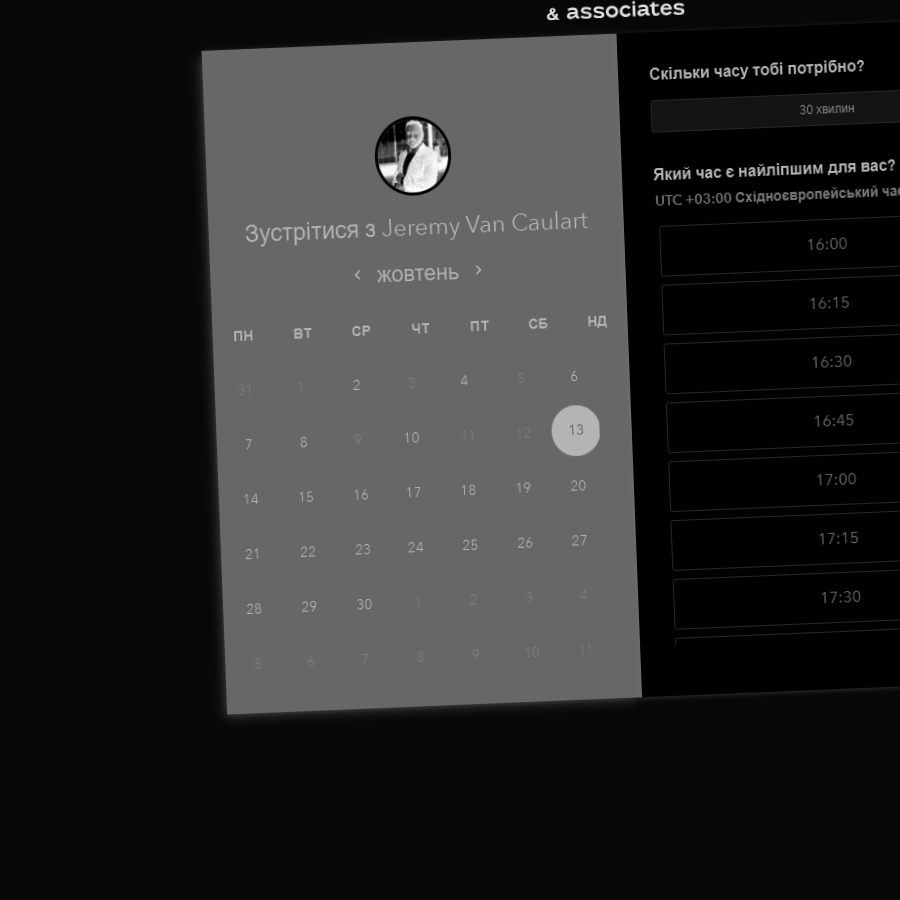 & associates
Зустрітися з Jeremy Van Caulart
‹ жовтень ›
ПН ВТ СР ЧТ ПТ СБ НД
31 1 2 3 4 5 6
7 8 9 10 11 12 13
14 15 16 17 18 19 20
21 22 23 24 25 26 27
28 29 30 1 2 3 4
5 6 7 8 9 10 11
Скільки часу тобі потрібно?
30 хвилин
Який час є найліпшим для вас?
UTC +03:00 Східноєвропейський
16:00
16:15
16:30
16:45
17:00
17:15
17:30